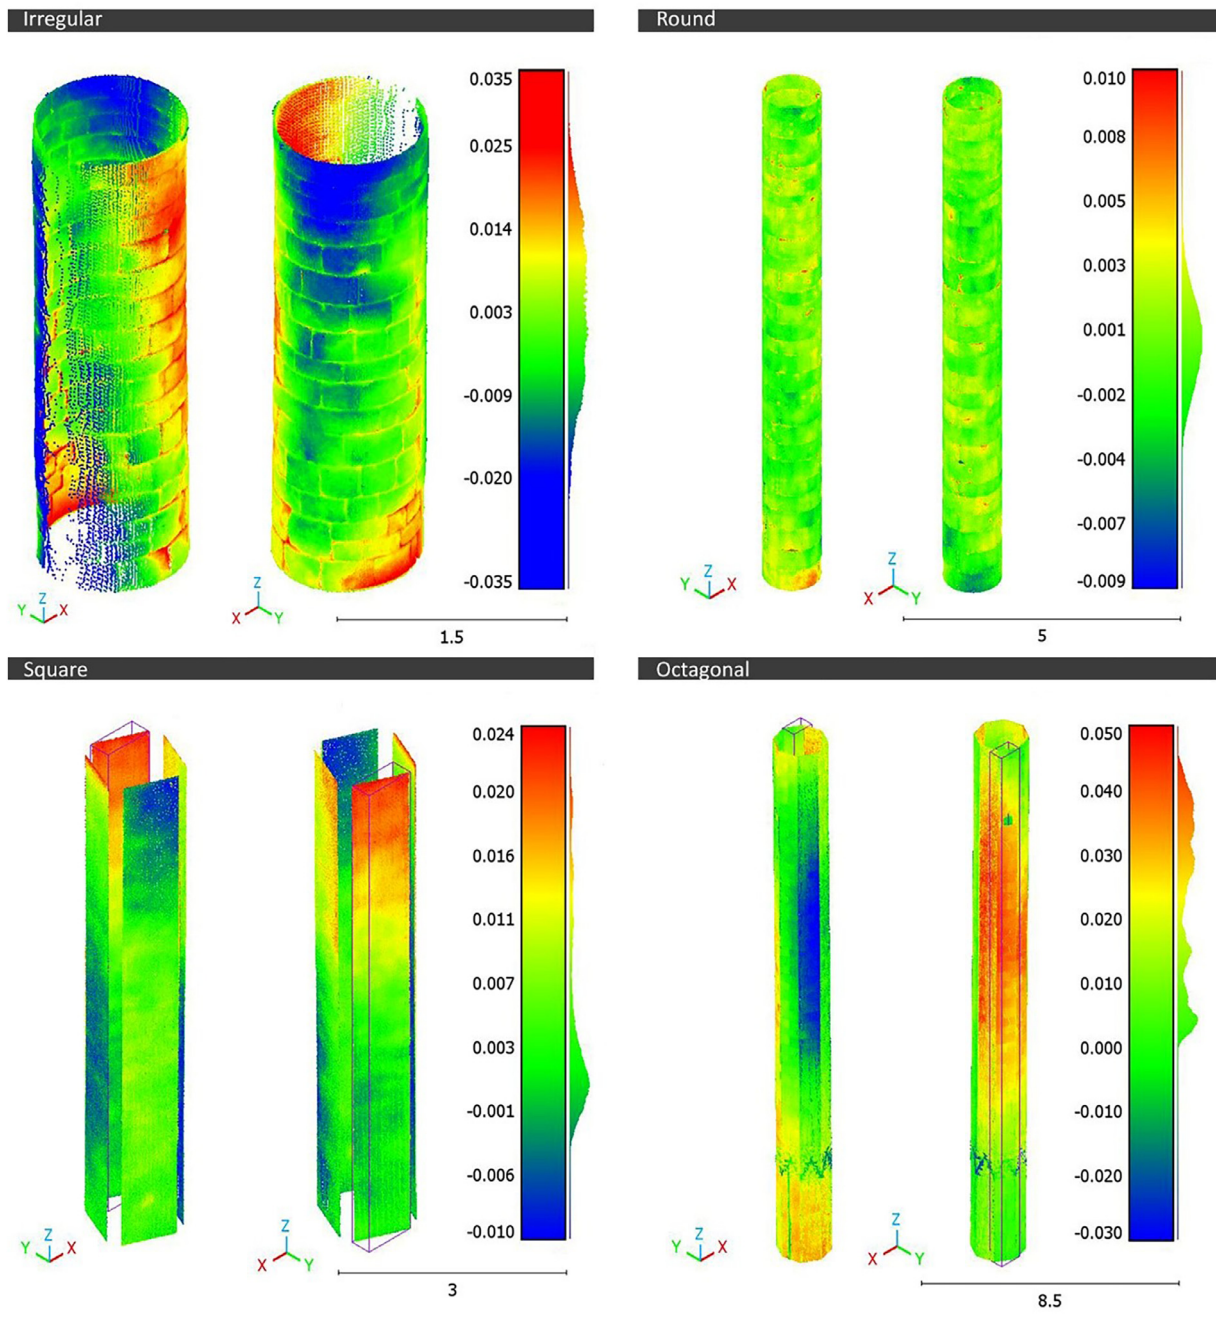 Irregular
0.035
0.025
0.014
0.003
-0.009
-0.020
-0.035
Z
Y X
Z
X Y
1.5
Round
0.010
0.008
0.005
0.003
0.001
-0.002
-0.004
-0.007
-0.009
Z
Y X
Z
X Y
5
Square
0.024
0.020
0.016
0.011
0.007
0.003
-0.001
-0.006
-0.010
Z
Y X
Z
X Y
3
Octagonal
0.050
0.040
0.030
0.020
0.010
0.000
-0.010
-0.020
-0.030
Z
Y X
Z
X Y
8.5